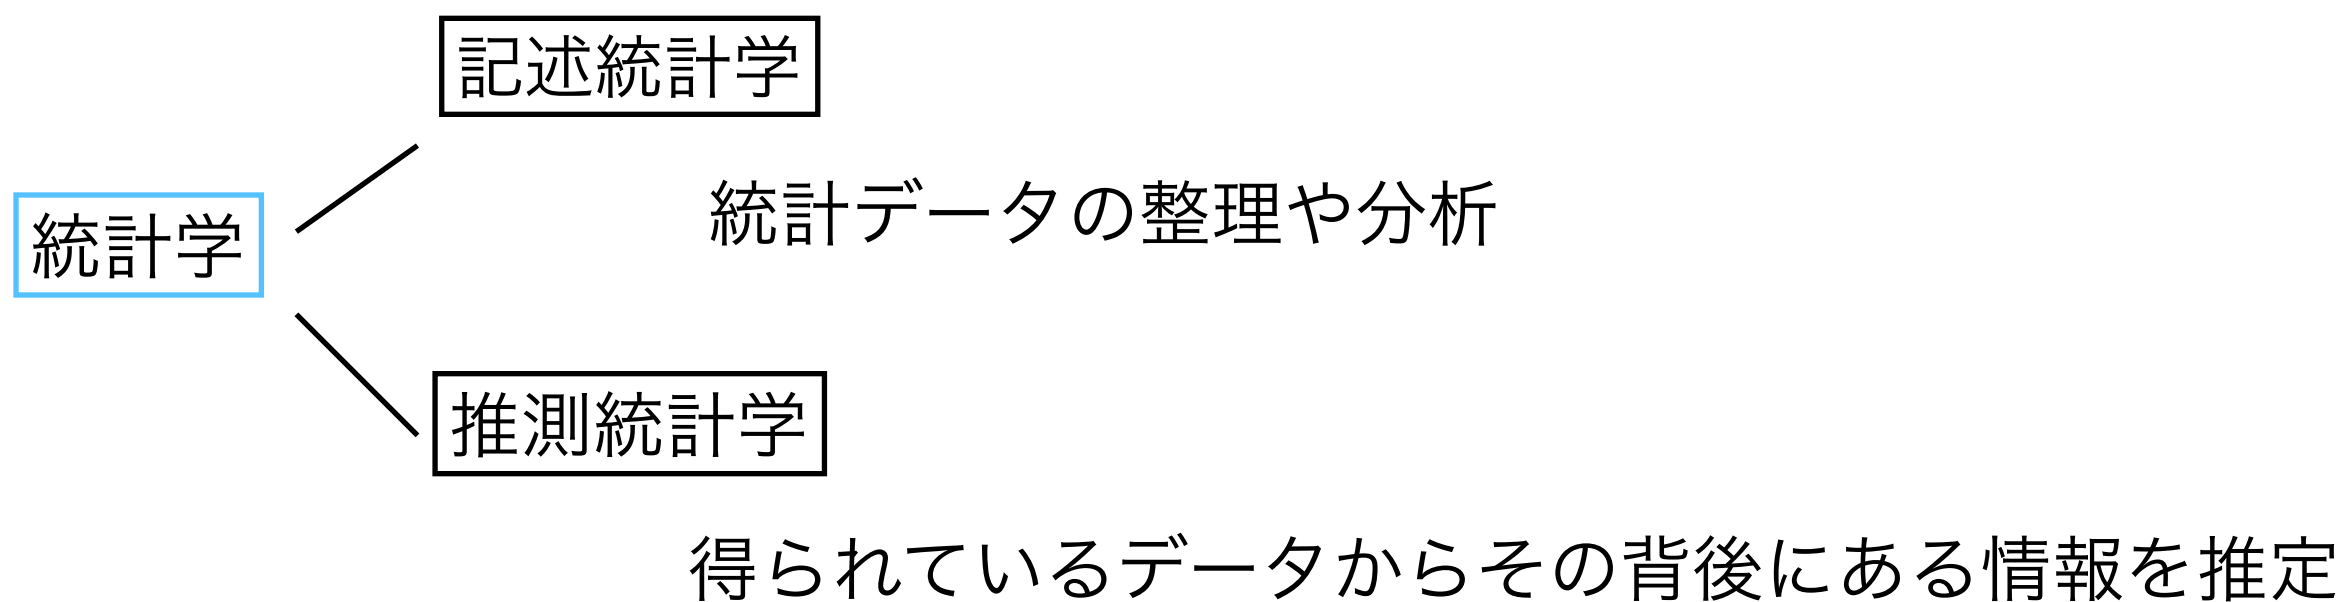 記述統計学
統計データの整理や分析
統計学
推測統計学
得られているデータからその背後にある情報を推定